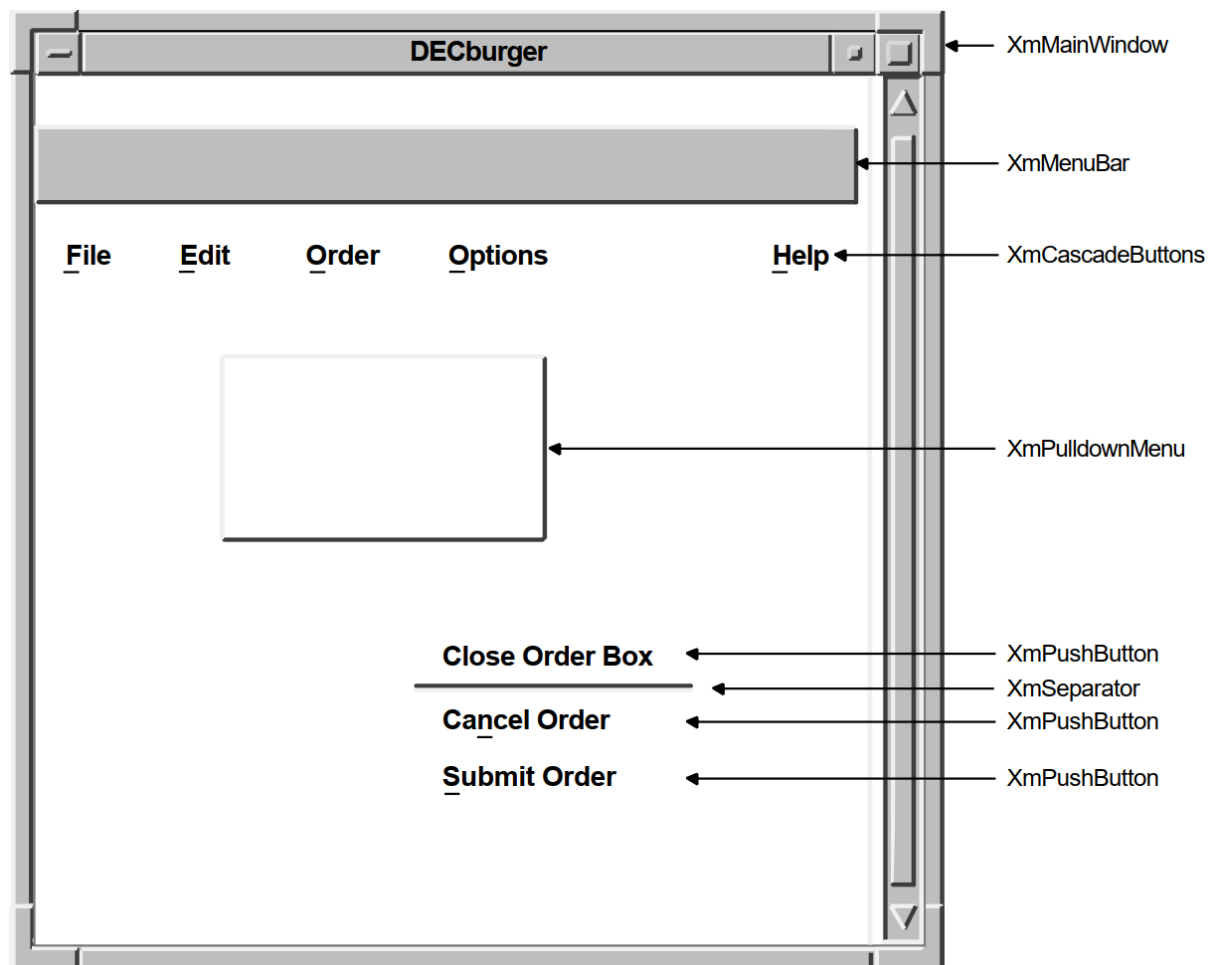 DECburger
XmMainWindow
XmMenuBar
File Edit Order Options Help
XmCascadeButtons
XmPulldownMenu
Close Order Box
XmPushButton
XmSeparator
Cancel Order
XmPushButton
Submit Order
XmPushButton